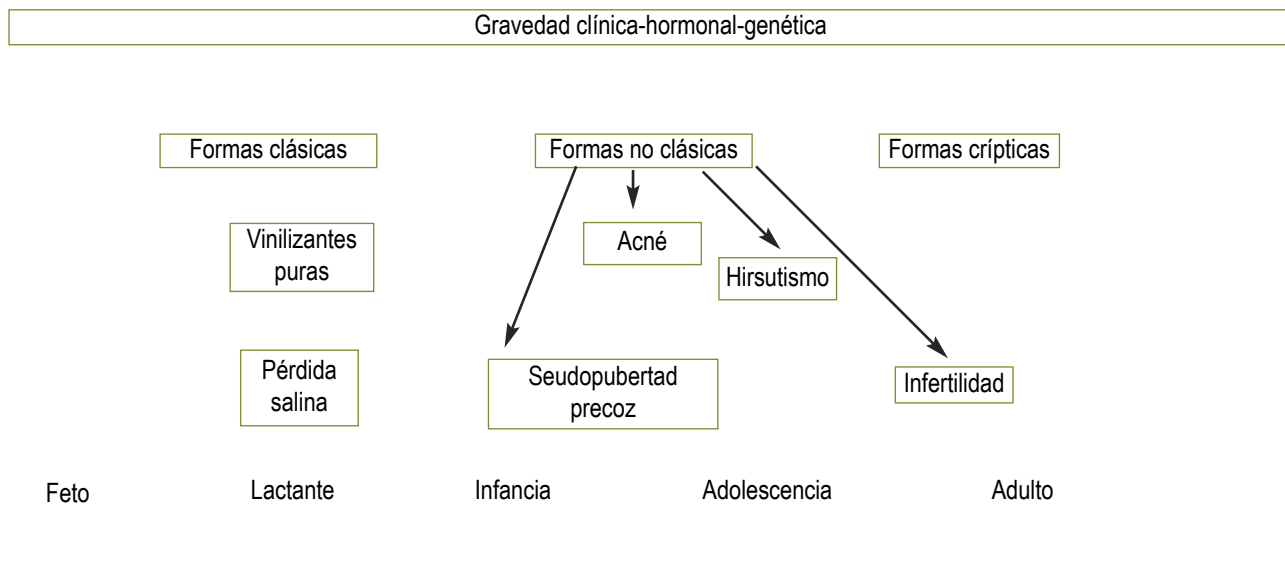 Gravedad clínica-hormonal-genética
Formas clásicas
Formas no clásicas
Formas crípticas
Vinilizantes
puras
Acné
Hirsutismo
Pérdida
salina
Seudopubertad
precoz
Infertilidad
Feto
Lactante
Infancia
Adolescencia
Adulto